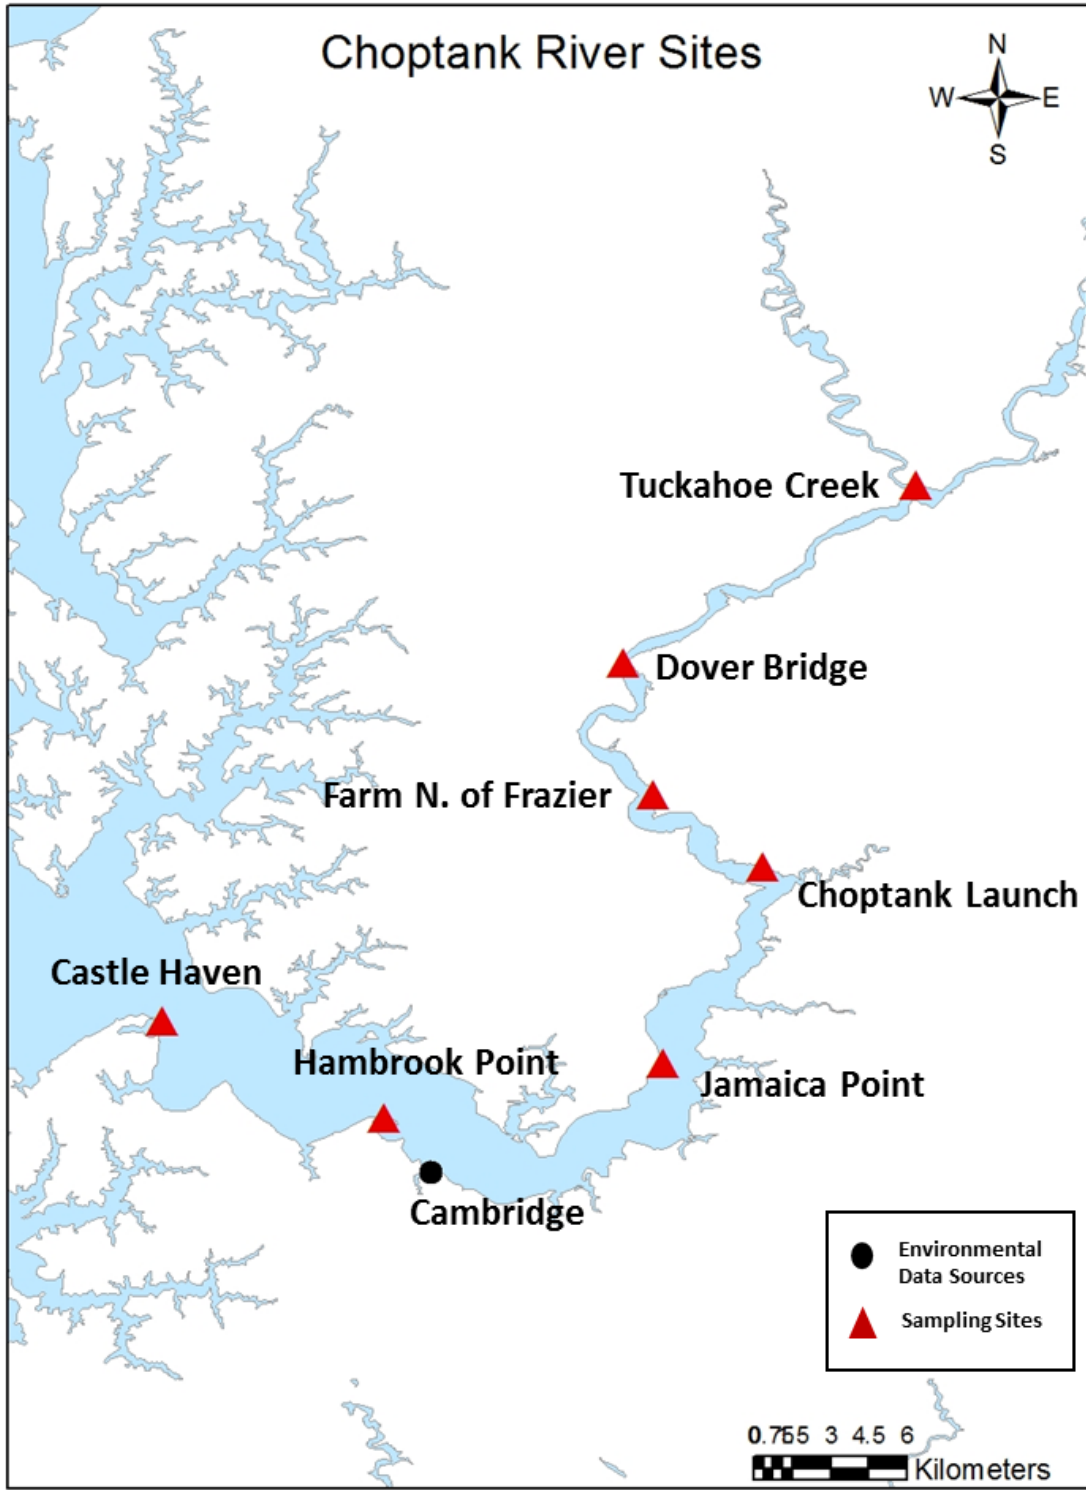 Choptank River Sites
N
W E
S
Tuckahoe Creek
Dover Bridge
Farm N. of Frazier
Choptank Launch
Castle Haven
Hambrook Point
Jamaica Point
Cambridge
Environmental
Data Sources
Sampling Sites
3 4.5 6
Kilometers